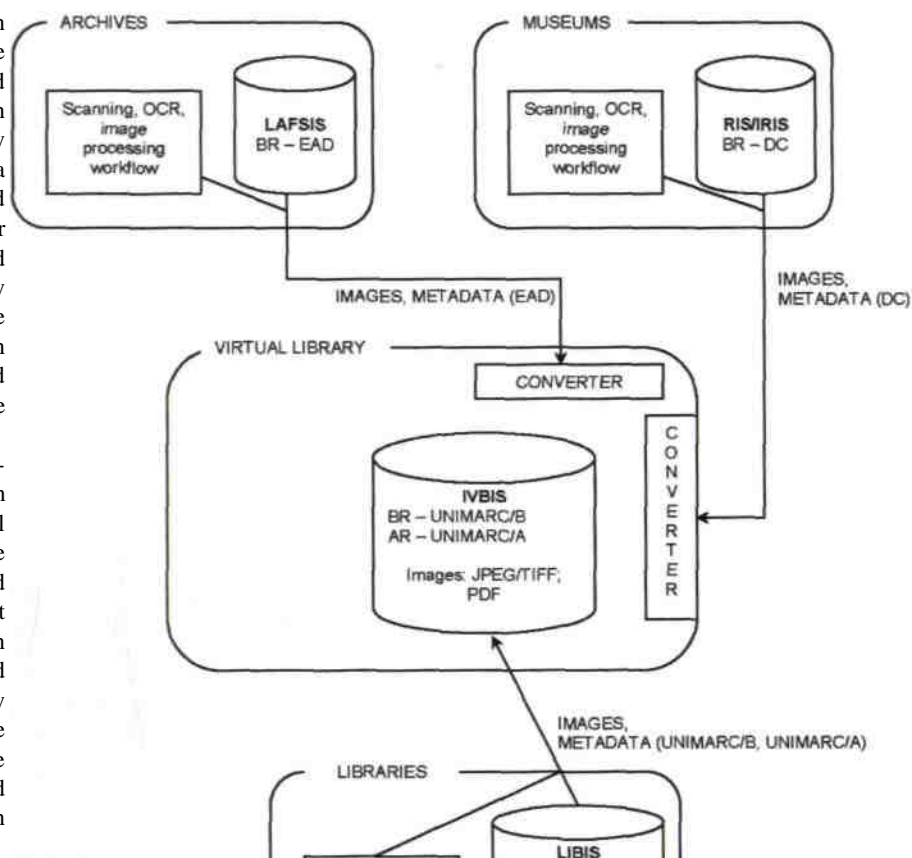 ARCHIVES
Scanning, OCR,
image
processing
workflow
LAFSIS
BR – EAD
MUSEUMS
Scanning, OCR,
image
processing
workflow
RIS/IRIS
BR – DC
IMAGES, METADATA (EAD)
IMAGES,
METADATA (DC)
VIRTUAL LIBRARY
CONVERTER
CONVERTER
IVBIS
BR – UNIMARC/B
AR – UNIMARC/A
Images: JPEG/TIFF;
PDF
IMAGES,
METADATA (UNIMARC/B, UNIMARC/A)
LIBRARIES
LIBIS